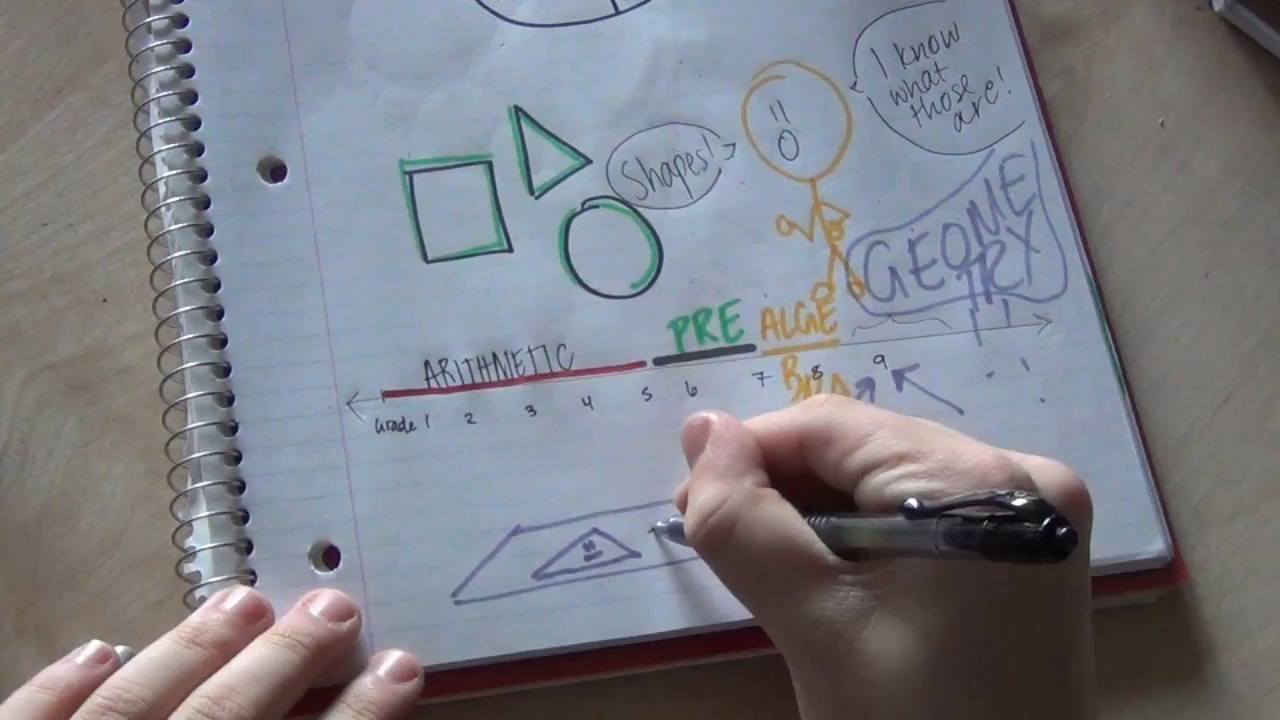 I know
what
those
are!
Shapes!
GEOME
TRY
PRE
ALGE
BRA
ARITHMETIC
Grade 1 2 3 4 5 6 7 8 9